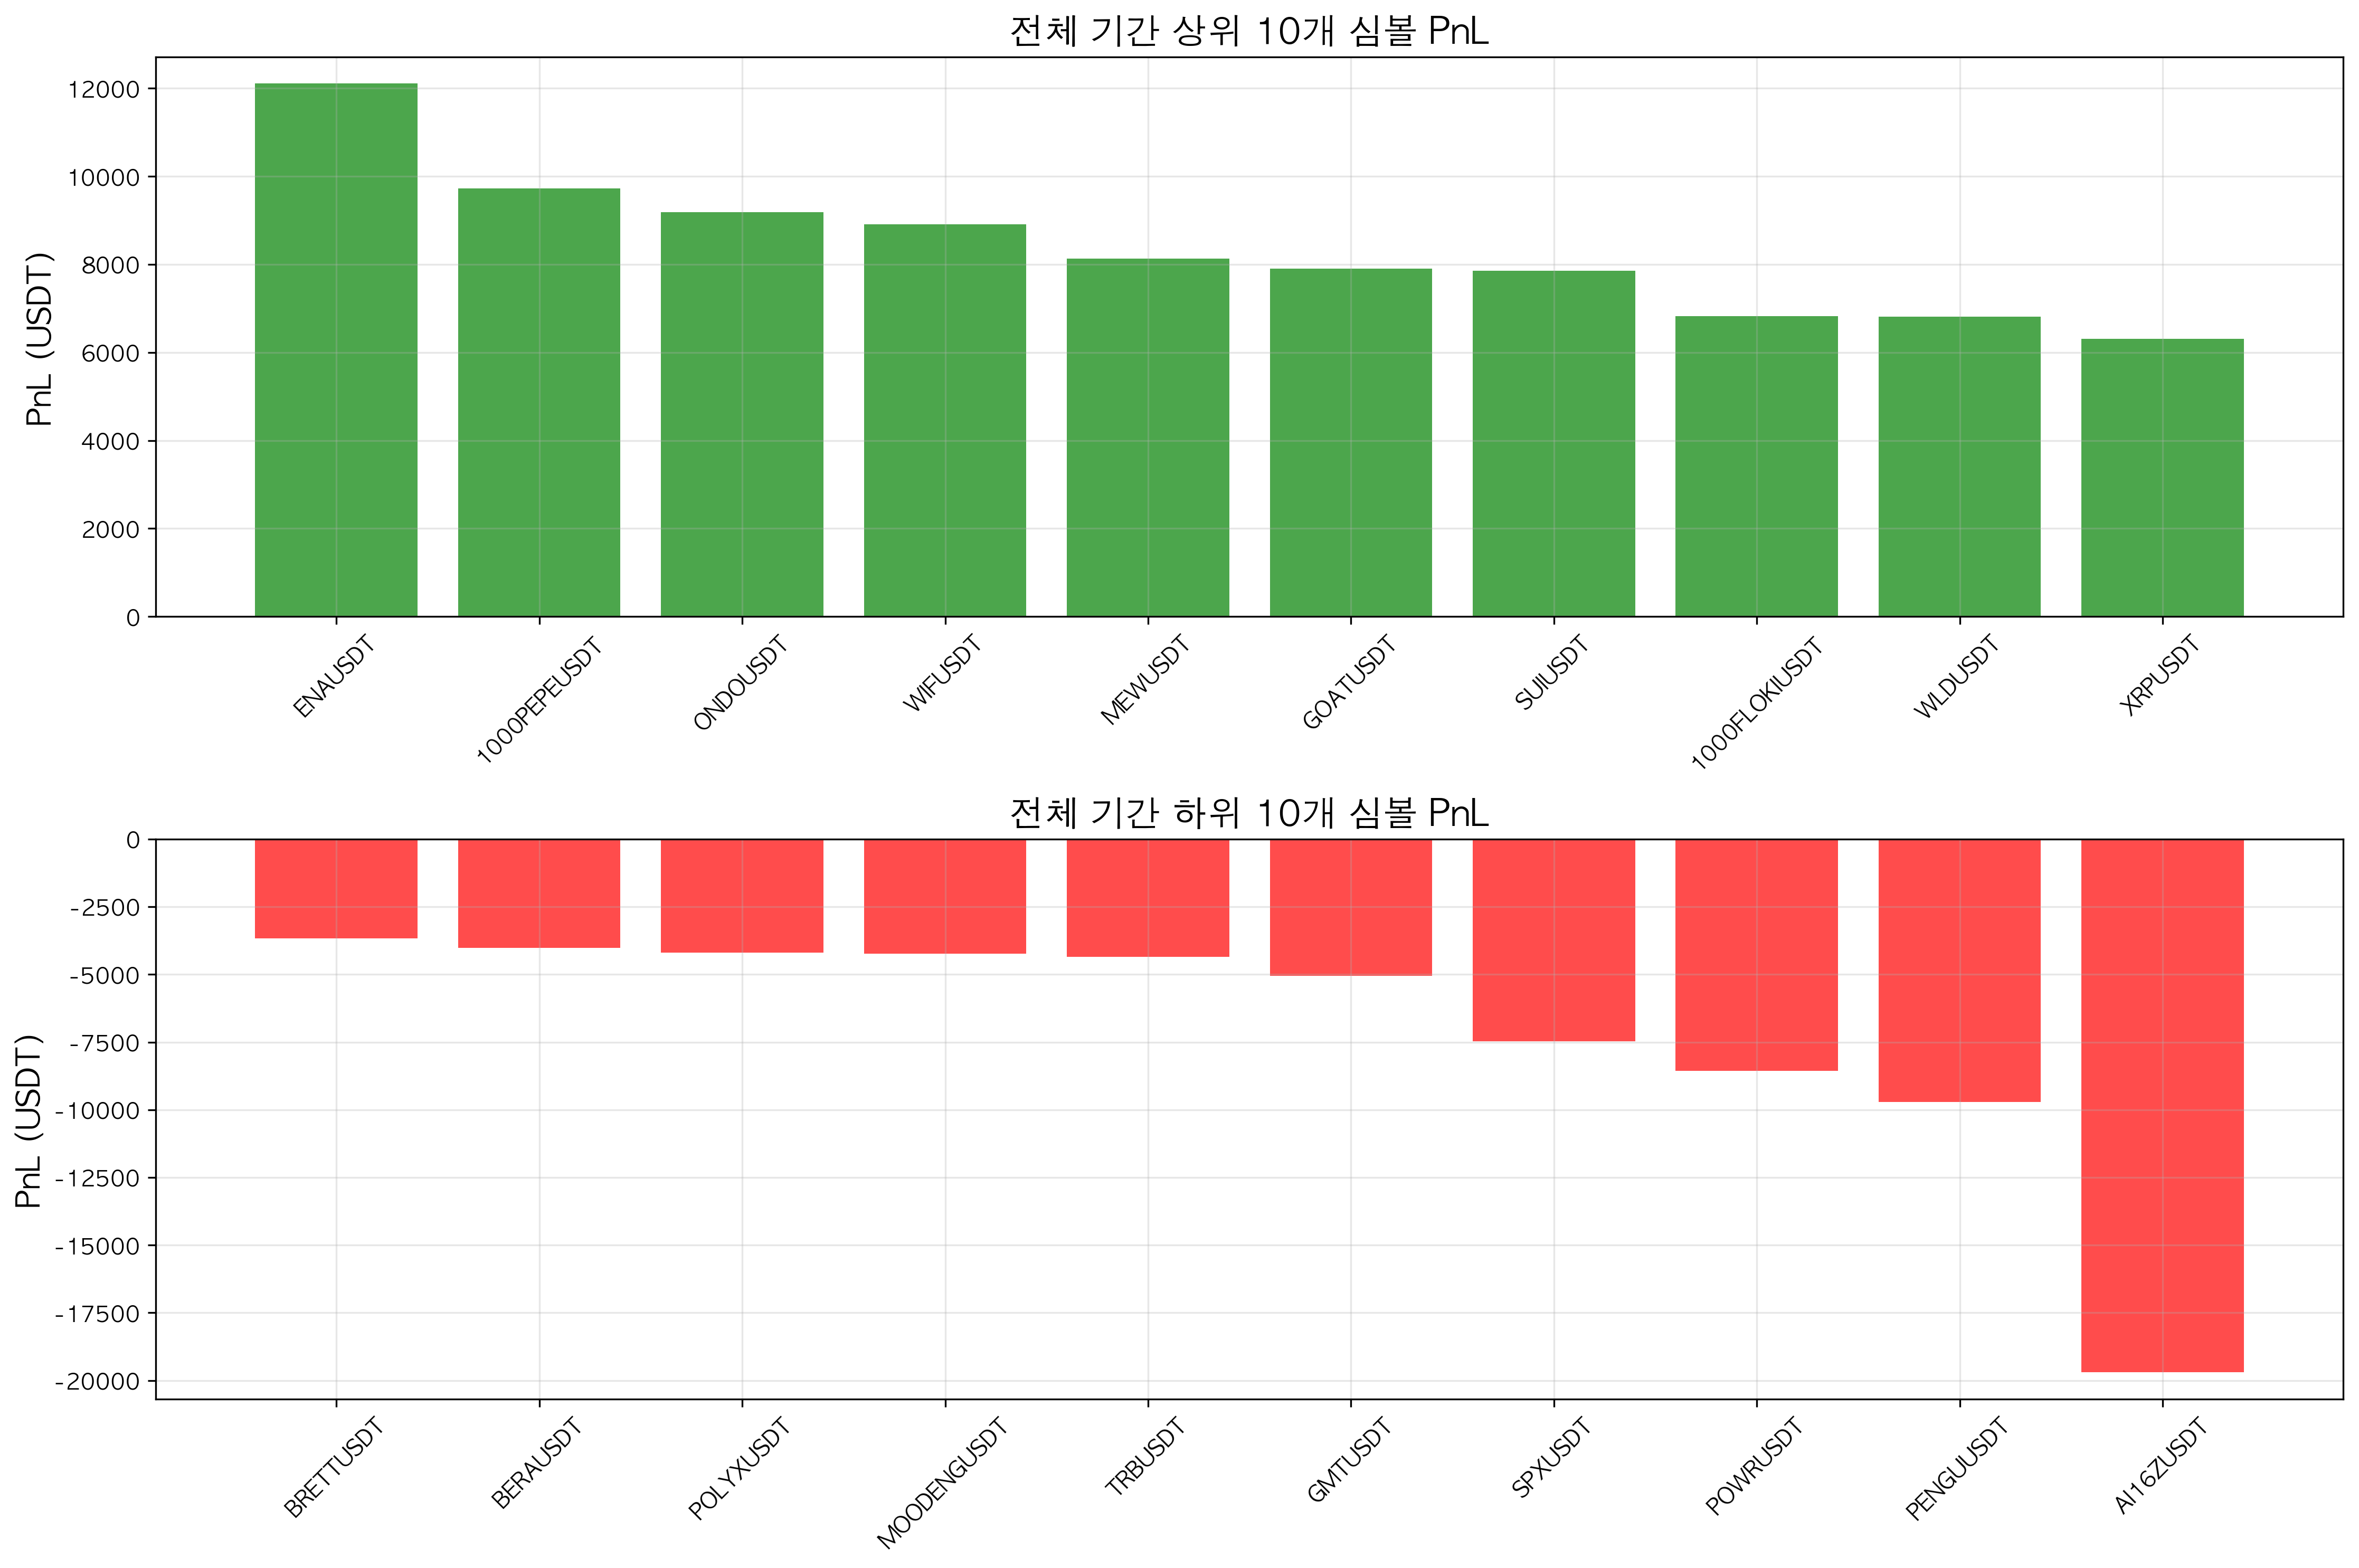 전체 기간 상위 10개 심볼 PnL
PnL (USDT)
12000
10000
8000
6000
4000
2000
0
ENAUSDT
1000PEPEUSDT
ONDOUSDT
WIFUSDT
MEWUSDT
GOATUSDT
SUIUSDT
1000FLOKIUSDT
WLDUSDT
XRPUSDT
전체 기간 하위 10개 심볼 PnL
PnL (USDT)
0
-2500
-5000
-7500
-10000
-12500
-15000
-17500
-20000
BRETTUSDT
BERAUSDT
POLYXUSDT
MOODENGUSDT
TRBUSDT
GMTUSDT
SPXUSDT
POWRUSDT
PENGUUSDT
AI16ZUSDT